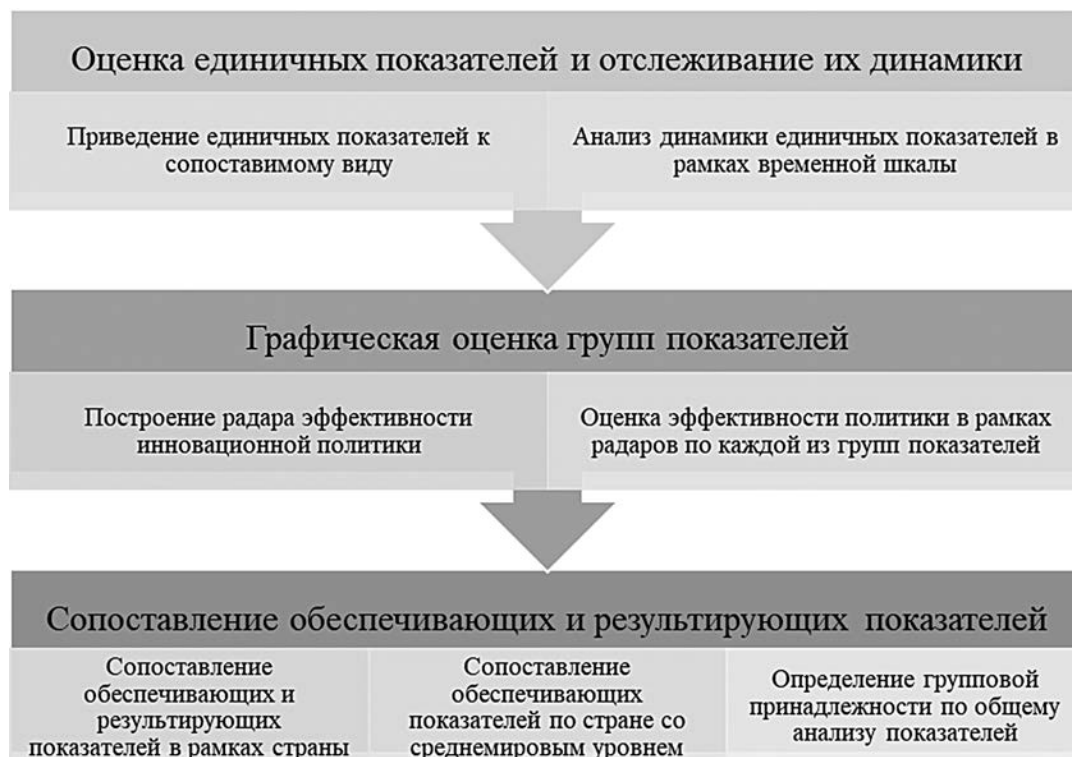 Оценка единичных показателей и отслеживание их динамики
Приведение единичных показателей к
сопоставимому виду
Анализ динамики единичных показателей в
рамках временной шкалы
Графическая оценка групп показателей
Построение радара эффективности
инновационной политики
Оценка эффективности политики в рамках
радаров по каждой из групп показателей
Сопоставление обеспечивающих и результирующих показателей
Сопоставление
обеспечивающих и
результирующих
показателей в рамках страны
Сопоставление
обеспечивающих
показателей по стране со
среднемировым уровнем
Определение групповой
принадлежности по общему
анализу показателей